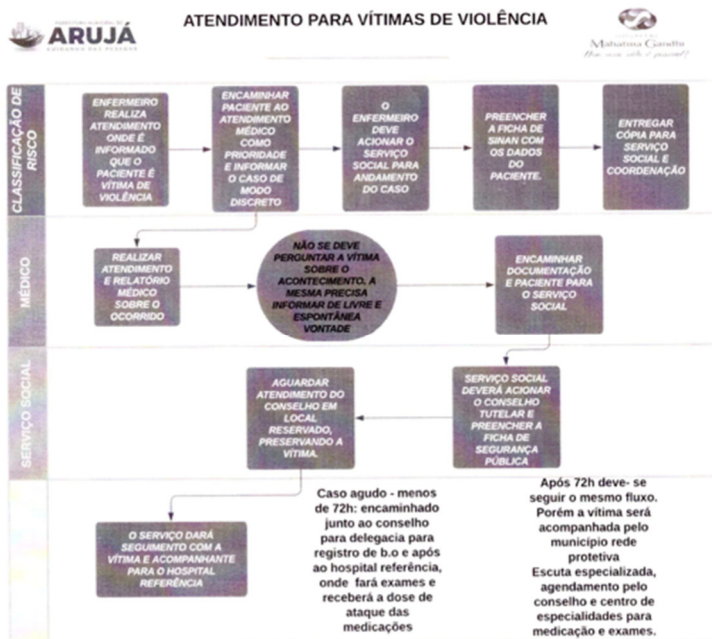 ATENDIMENTO PARA VÍTIMAS DE VIOLÊNCIA
PREFEITURA MUNICIPAL DE
ARUJÁ
CUIDANDO DAS PESSOAS
Mahatma Gandhi
CLASSIFICAÇÃO DE
RISCO
ENFERMEIRO
REALIZA
ATENDIMENTO
ONDE É
INFORMADO
QUE O
PACIENTE É
VÍTIMA DE
VIOLÊNCIA
ENCAMINHAR
PACIENTE AO
ATENDIMENTO
MÉDICO
COMO
PRIORIDADE
E INFORMAR
O CASO DE
MODO
DISCRETO
O
ENFERMEIRO
DEVE
ACIONAR O
SERVIÇO
SOCIAL PARA
ANDAMENTO
DO CASO
PREENCHER
A FICHA DE
SINAN COM
OS DADOS
DO
PACIENTE.
ENTREGAR
CÓPIA PARA
SERVIÇO
SOCIAL E
COORDENAÇÃO
MÉDICO
REALIZAR
ATENDIMENTO
E RELATÓRIO
MÉDICO
SOBRE O
OCORRIDO
NÃO SE DEVE
PERGUNTAR A VÍTIMA
SOBRE O
ACONTECIMENTO, A
MESMA PRECISA
INFORMAR DE LIVRE E
ESPONTÂNEA
VONTADE
ENCAMINHAR
DOCUMENTAÇÃO
E PACIENTE PARA
O SERVIÇO
SOCIAL
SERVIÇO SOCIAL
SERVIÇO SOCIAL
DEVERÁ ACIONAR
O CONSELHO
TUTELAR E
PREENCHER A
FICHA DE
SEGURANÇA
PÚBLICA
AGUARDAR
ATENDIMENTO DO
CONSELHO EM
LOCAL
RESERVADO,
PRESERVANDO A
VÍTIMA.
O SERVIÇO DARÁ
SEGUIMENTO COM A
VÍTIMA E ACOMPANHANTE
PARA O HOSPITAL
REFERÊNCIA
Caso agudo - menos
de 72h: encaminhado
junto ao conselho
para delegacia para
registro de b.o e após
ao hospital referência,
onde fará exames e
receberá a dose de
ataque das
medicações
Após 72h deve- se
seguir o mesmo fluxo.
Porém a vítima será
acompanhada pelo
município rede
protetiva
Escuta especializada,
agendamento pelo
conselho e centro de
especialidades para
medicação e exames.